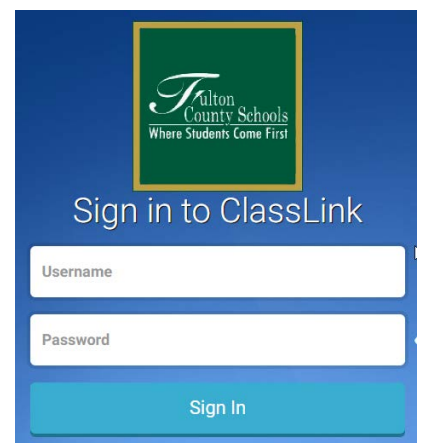 Fulton
County Schools
Where Students Come First
Sign in to ClassLink
Username
Password
Sign In